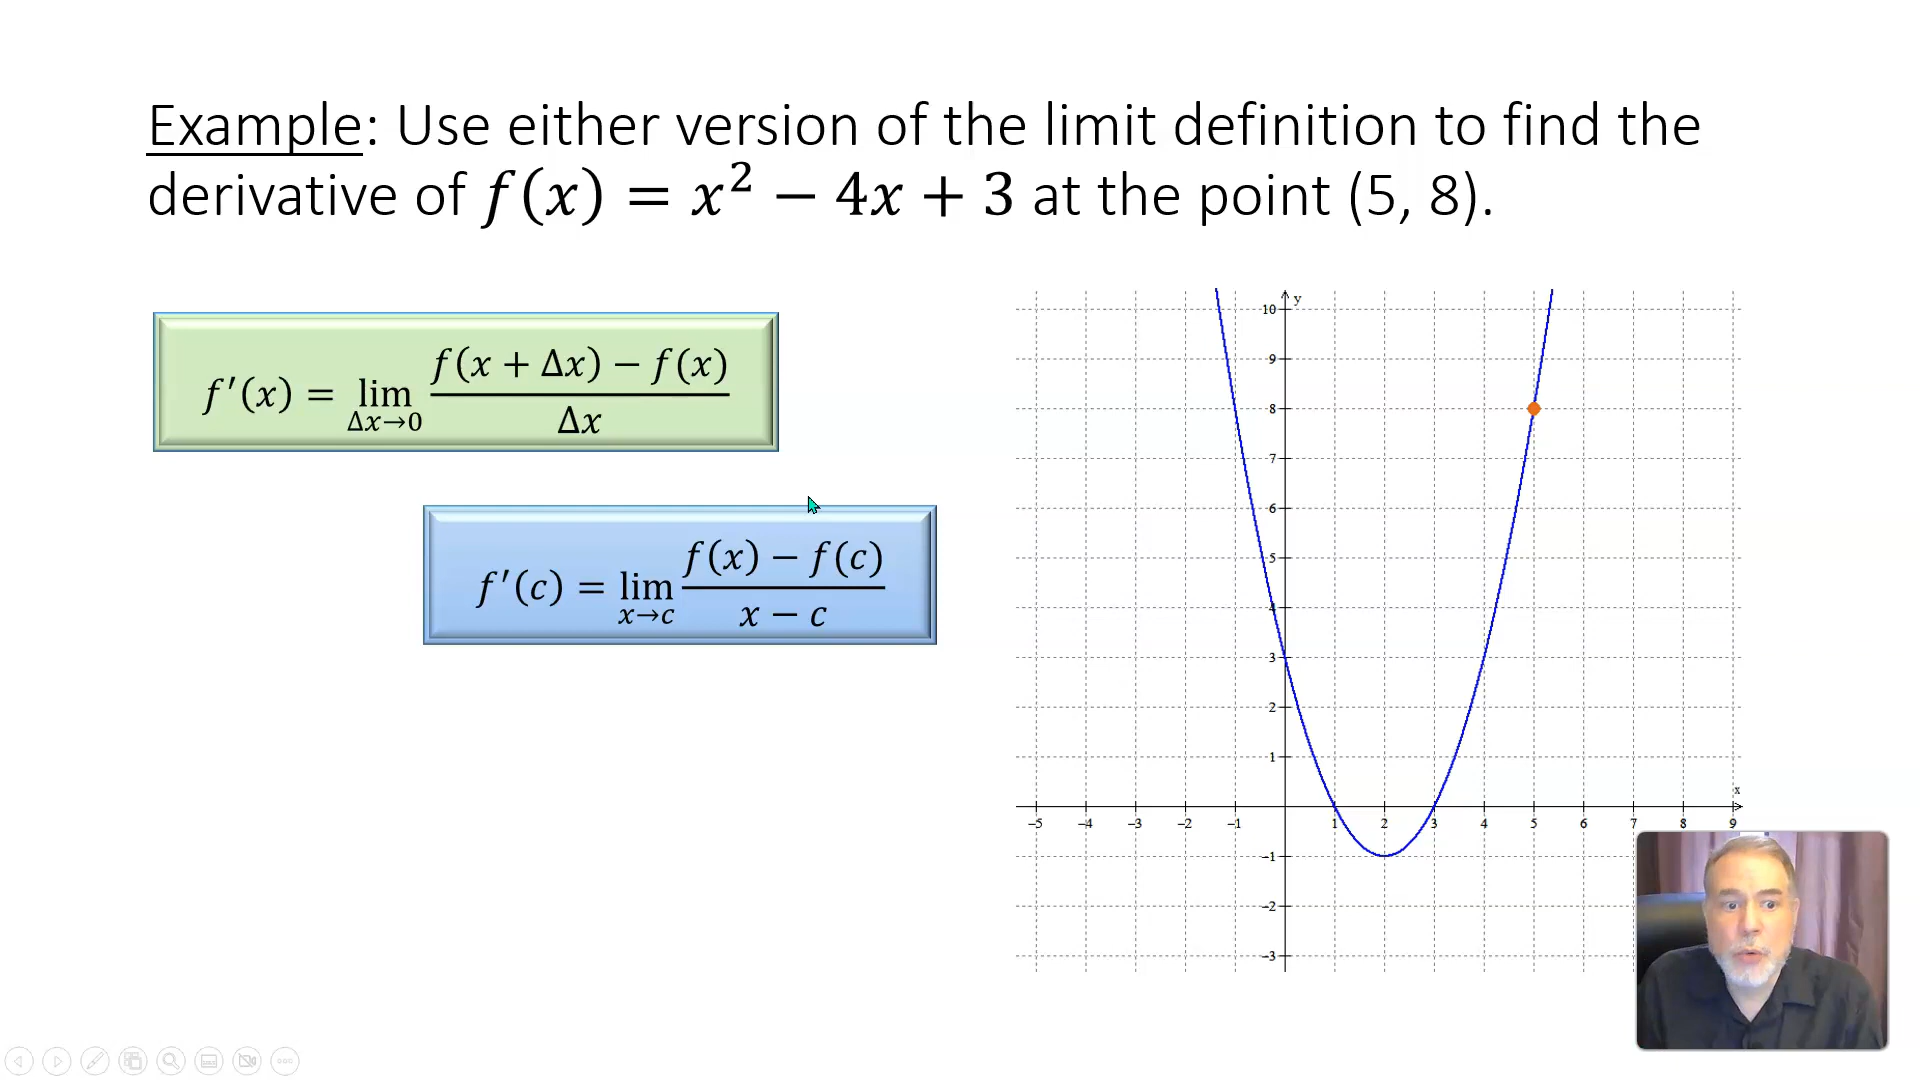 Example: Use either version of the limit definition to find the
derivative of f(x) = x² − 4x + 3 at the point (5, 8).
f′(x) = lim Δx→0 f(x + Δx) − f(x) / Δx
f′(c) = lim x→c f(x) − f(c) / x − c
y
10
9
8
7
6
5
4
3
2
1
x
−5 −4 −3 −2 −1 1 2 3 4 5 6 7 8 9
−1
−2
−3